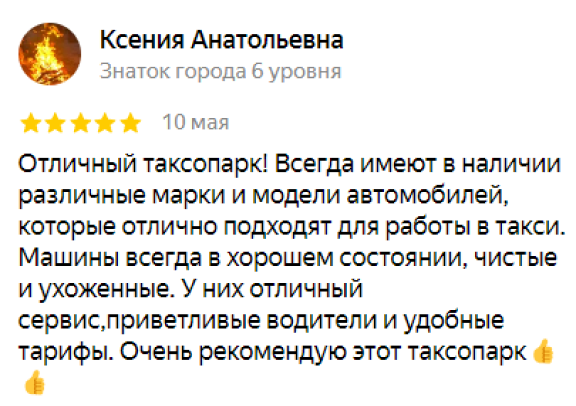 Ксения Анатольевна
Знаток города 6 уровня
10 мая
Отличный таксопарк! Всегда имеют в наличии
различные марки и модели автомобилей,
которые отлично подходят для работы в такси.
Машины всегда в хорошем состоянии, чистые
и ухоженные. У них отличный
сервис,приветливые водители и удобные
тарифы. Очень рекомендую этот таксопарк 👍
👍